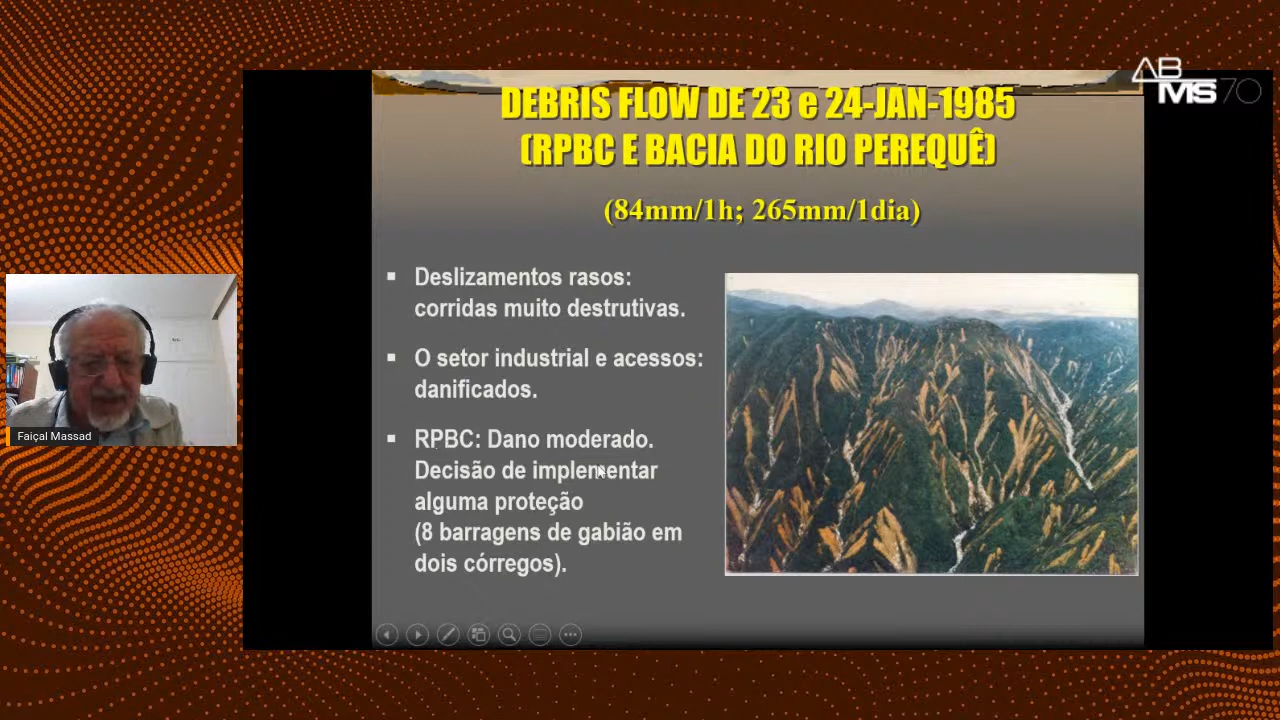 ABMS70
DEBRIS FLOW DE 23 e 24-JAN-1985
(RPBC E BACIA DO RIO PEREQUÊ)
(84mm/1h; 265mm/1dia)
▪ Deslizamentos rasos:
corridas muito destrutivas.
▪ O setor industrial e acessos:
danificados.
▪ RPBC: Dano moderado.
Decisão de implementar
alguma proteção
(8 barragens de gabião em
dois córregos).
Faiçal Massad